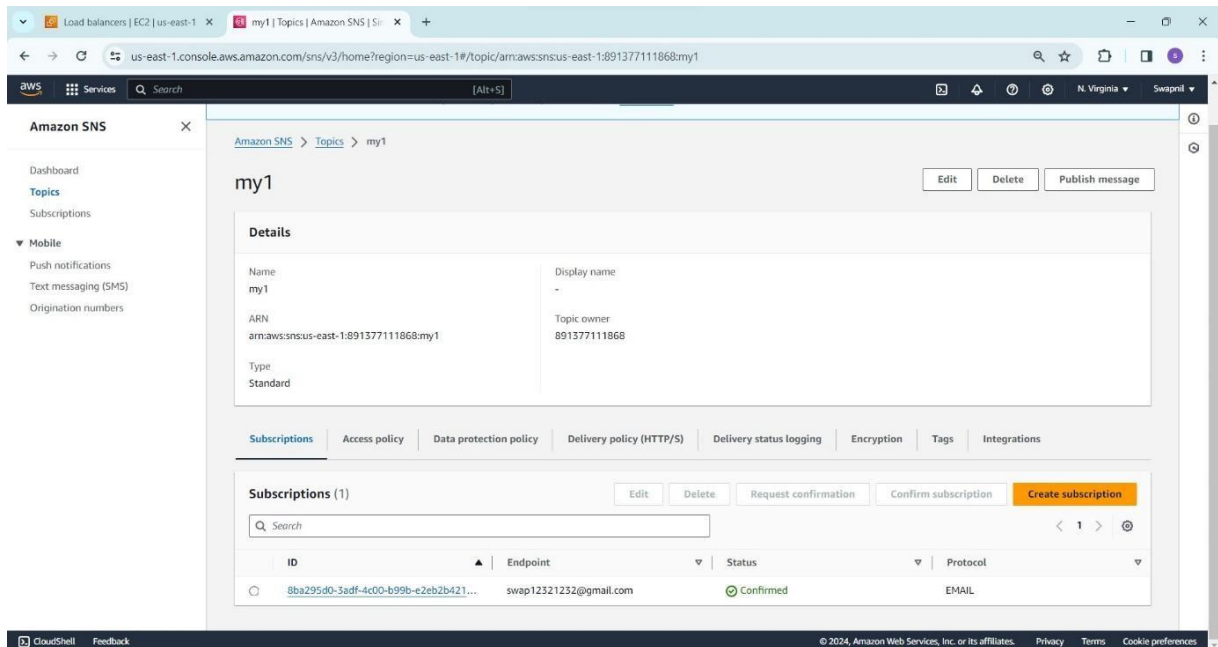 Load balancers | EC2 | us-east-1
my1 | Topics | Amazon SNS | Sim
us-east-1.console.aws.amazon.com/sns/v3/home?region=us-east-1#/topic/arn:aws:sns:us-east-1:891377111868:my1
aws Services Search [Alt+S] N. Virginia Swapnil
Amazon SNS
Dashboard
Topics
Subscriptions
Mobile
Push notifications
Text messaging (SMS)
Origination numbers
Amazon SNS > Topics > my1
my1
Edit Delete Publish message
Details
Name
my1
Display name
-
ARN
arn:aws:sns:us-east-1:891377111868:my1
Topic owner
891377111868
Type
Standard
Subscriptions Access policy Data protection policy Delivery policy (HTTP/S) Delivery status logging Encryption Tags Integrations
Subscriptions (1)
Edit Delete Request confirmation Confirm subscription Create subscription
Search
< 1 >
ID Endpoint Status Protocol
8ba295d0-3adf-4c00-b99b-e2eb2b421... swap12321232@gmail.com Confirmed EMAIL
CloudShell Feedback © 2024, Amazon Web Services, Inc. or its affiliates. Privacy Terms Cookie preferences